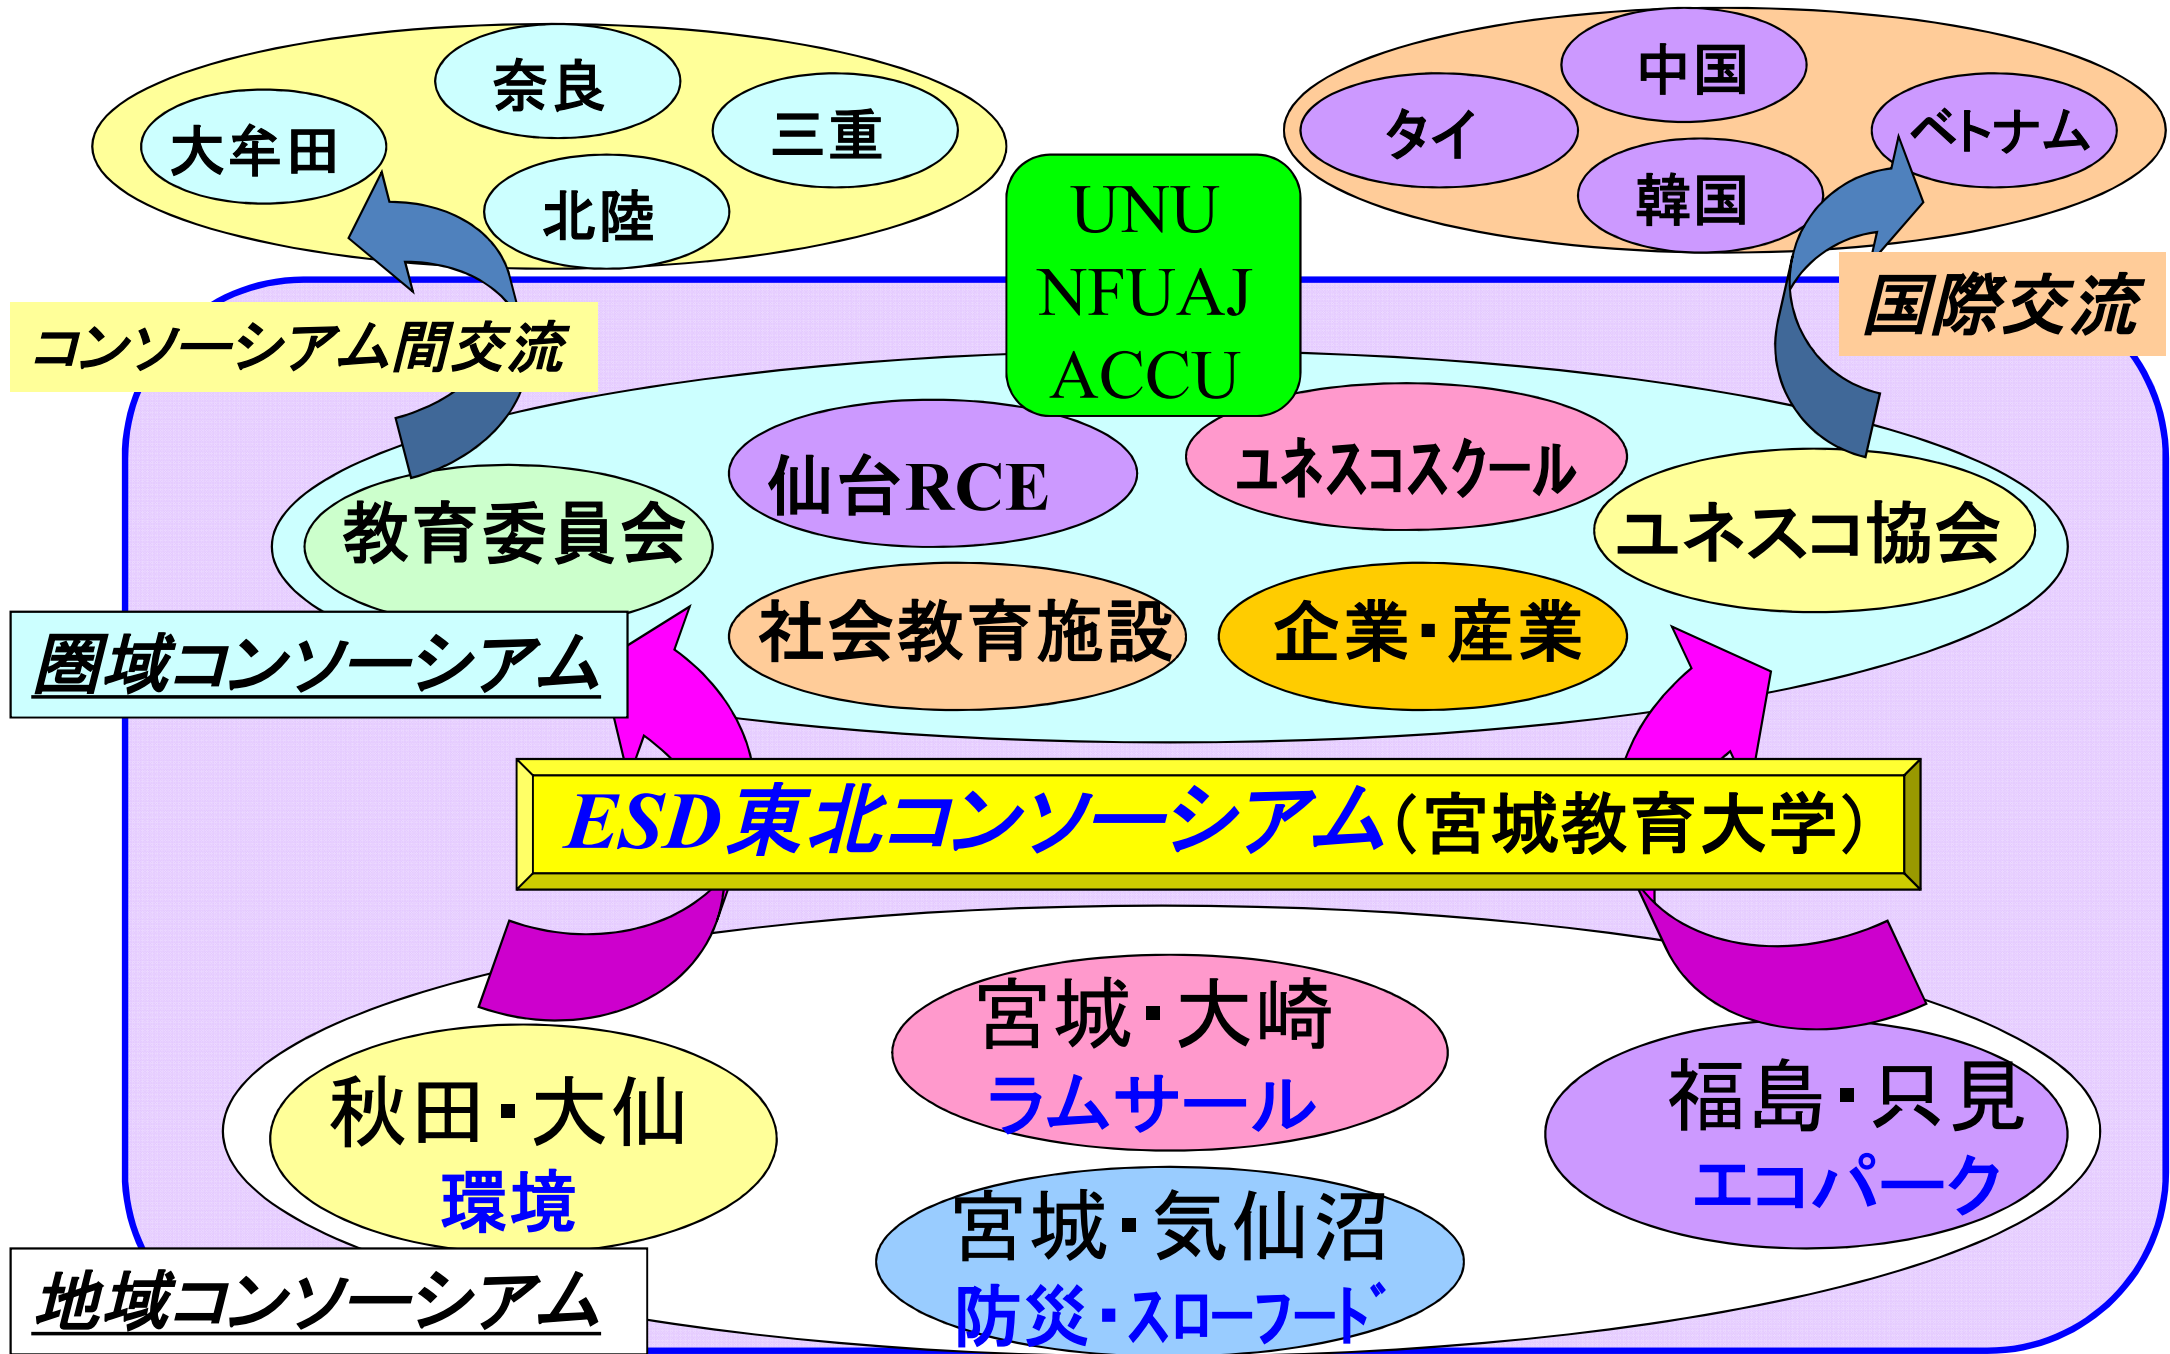 奈良
大牟田
三重
北陸
中国
タイ
ベトナム
韓国
UNU
NFUAJ
ACCU
コンソーシアム間交流
国際交流
仙台RCE
ユネスコスクール
教育委員会
ユネスコ協会
社会教育施設
企業・産業
圏域コンソーシアム
ESD東北コンソーシアム(宮城教育大学)
宮城・大崎
ラムサール
秋田・大仙
環境
福島・只見
エコパーク
宮城・気仙沼
防災・スローフード
地域コンソーシアム